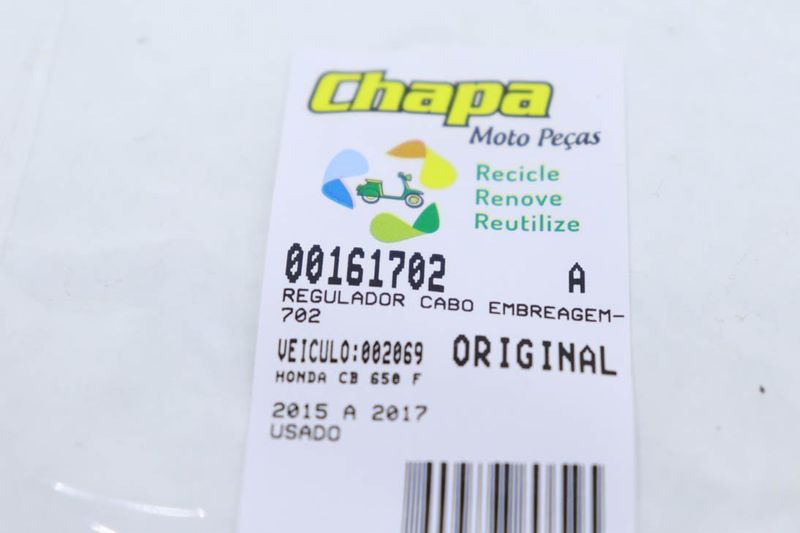 Chapa
Moto Peças
Recicle
Renove
Reutilize
00161702 A
REGULADOR CABO EMBREAGEM-
702
VEICULO:002069 ORIGINAL
HONDA CB 650 F
2015 A 2017
USADO